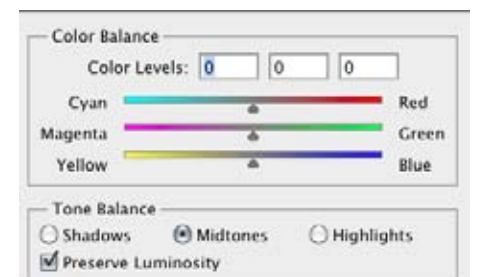 Color Balance
Color Levels: 0 0 0
Cyan Red
Magenta Green
Yellow Blue
Tone Balance
Shadows Midtones Highlights
Preserve Luminosity